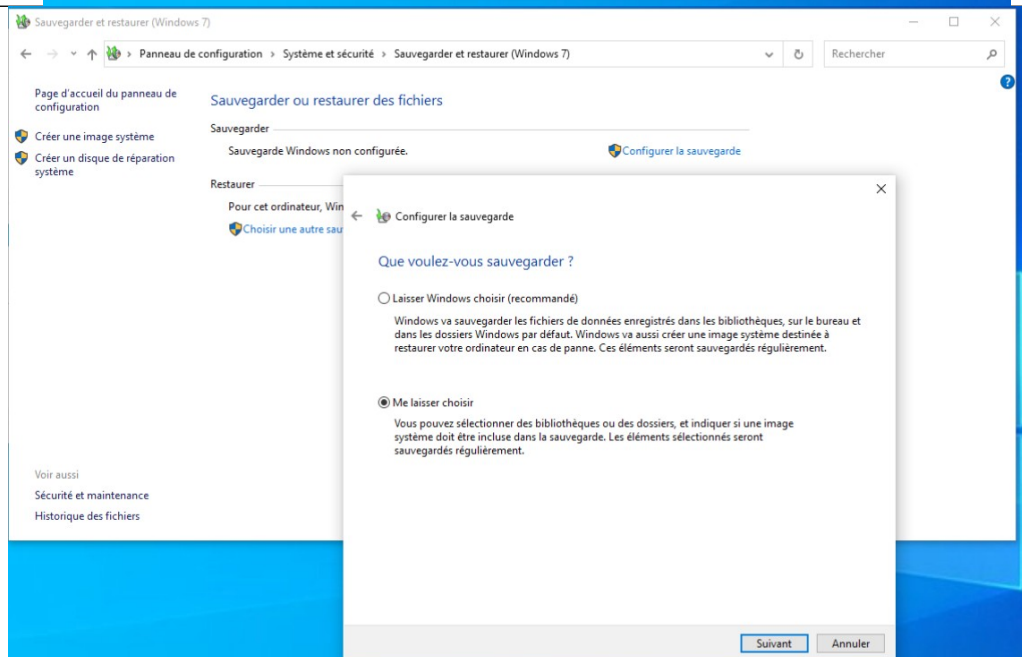 Sauvegarder et restaurer (Windows 7)
Panneau de configuration > Système et sécurité > Sauvegarder et restaurer (Windows 7)
Rechercher
Page d'accueil du panneau de
configuration
Créer une image système
Créer un disque de réparation
système
Sauvegarder ou restaurer des fichiers
Sauvegarder
Sauvegarde Windows non configurée.
Configurer la sauvegarde
Restaurer
Pour cet ordinateur, Win
Choisir une autre sau
Voir aussi
Sécurité et maintenance
Historique des fichiers
Configurer la sauvegarde
Que voulez-vous sauvegarder ?
Laisser Windows choisir (recommandé)
Windows va sauvegarder les fichiers de données enregistrés dans les bibliothèques, sur le bureau et
dans les dossiers Windows par défaut. Windows va aussi créer une image système destinée à
restaurer votre ordinateur en cas de panne. Ces éléments seront sauvegardés régulièrement.
Me laisser choisir
Vous pouvez sélectionner des bibliothèques ou des dossiers, et indiquer si une image
système doit être incluse dans la sauvegarde. Les éléments sélectionnés seront
sauvegardés régulièrement.
Suivant
Annuler